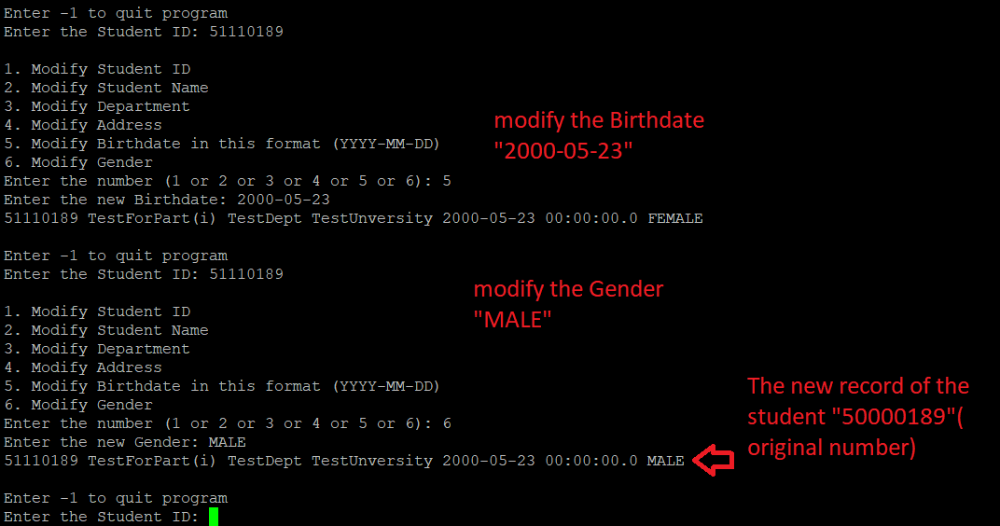 Enter -1 to quit program
Enter the Student ID: 51110189
1. Modify Student ID
2. Modify Student Name
3. Modify Department
4. Modify Address
5. Modify Birthdate in this format (YYYY-MM-DD)
6. Modify Gender
Enter the number (1 or 2 or 3 or 4 or 5 or 6): 5
Enter the new Birthdate: 2000-05-23
51110189 TestForPart(i) TestDept TestUnversity 2000-05-23 00:00:00.0 FEMALE
modify the Birthdate
"2000-05-23"
Enter -1 to quit program
Enter the Student ID: 51110189
1. Modify Student ID
2. Modify Student Name
3. Modify Department
4. Modify Address
5. Modify Birthdate in this format (YYYY-MM-DD)
6. Modify Gender
Enter the number (1 or 2 or 3 or 4 or 5 or 6): 6
Enter the new Gender: MALE
51110189 TestForPart(i) TestDept TestUnversity 2000-05-23 00:00:00.0 MALE
modify the Gender
"MALE"
The new record of the
student "50000189"(
original number)
Enter -1 to quit program
Enter the Student ID: